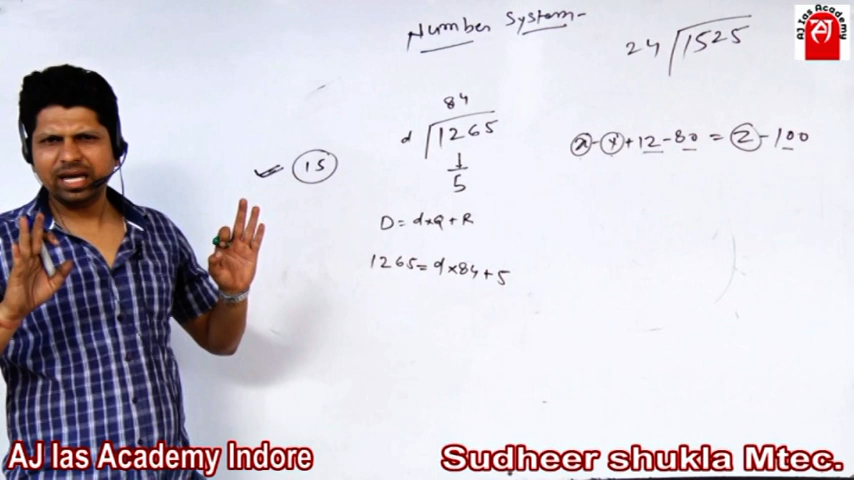 Number System-
24 1525
84
d 1265
1
5
15
x-y+12-80 = z-100
D = d×Q+R
1265 = d×84+5
AJ Ias Academy
AJ
AJ Ias Academy Indore
Sudheer shukla Mtec.